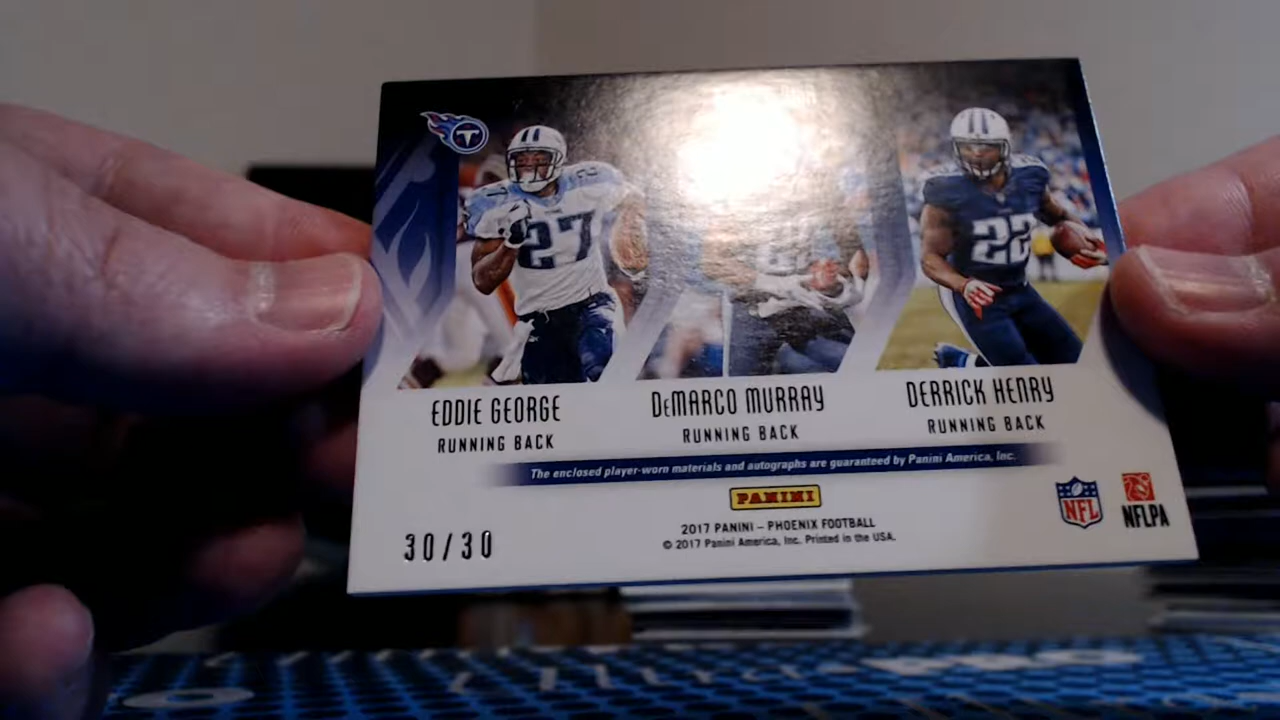 T
27
22
EDDIE GEORGE
RUNNING BACK
DeMARCO MURRAY
RUNNING BACK
DERRICK HENRY
RUNNING BACK
The enclosed player-worn materials and autographs are guaranteed by Panini America, Inc.
PANINI
2017 PANINI – PHOENIX FOOTBALL
© 2017 Panini America, Inc. Printed in the USA.
30/30
NFL
NFLPA